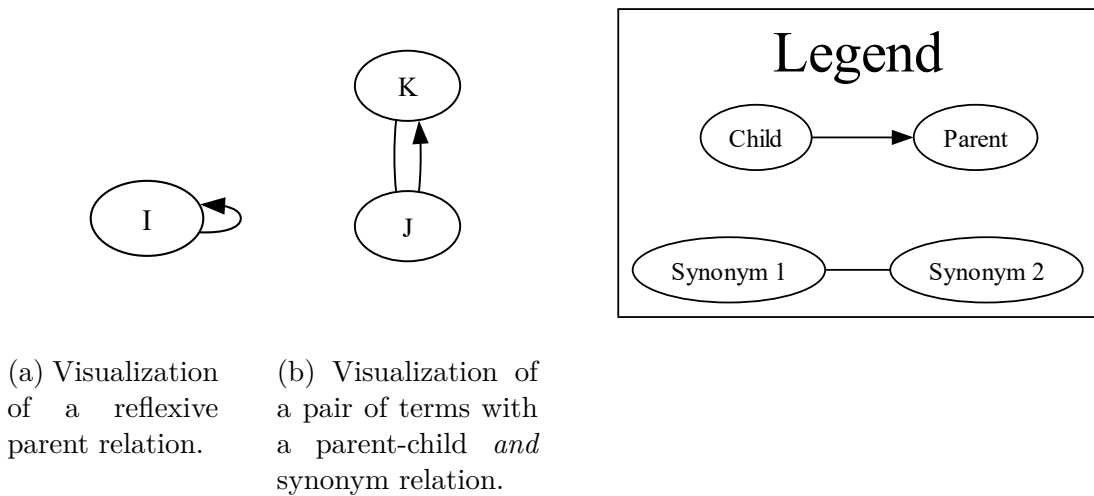 K
I
J
Legend
Child
Parent
Synonym 1
Synonym 2
(a) Visualization
of a reflexive
parent relation.
(b) Visualization of
a pair of terms with
a parent-child and
synonym relation.